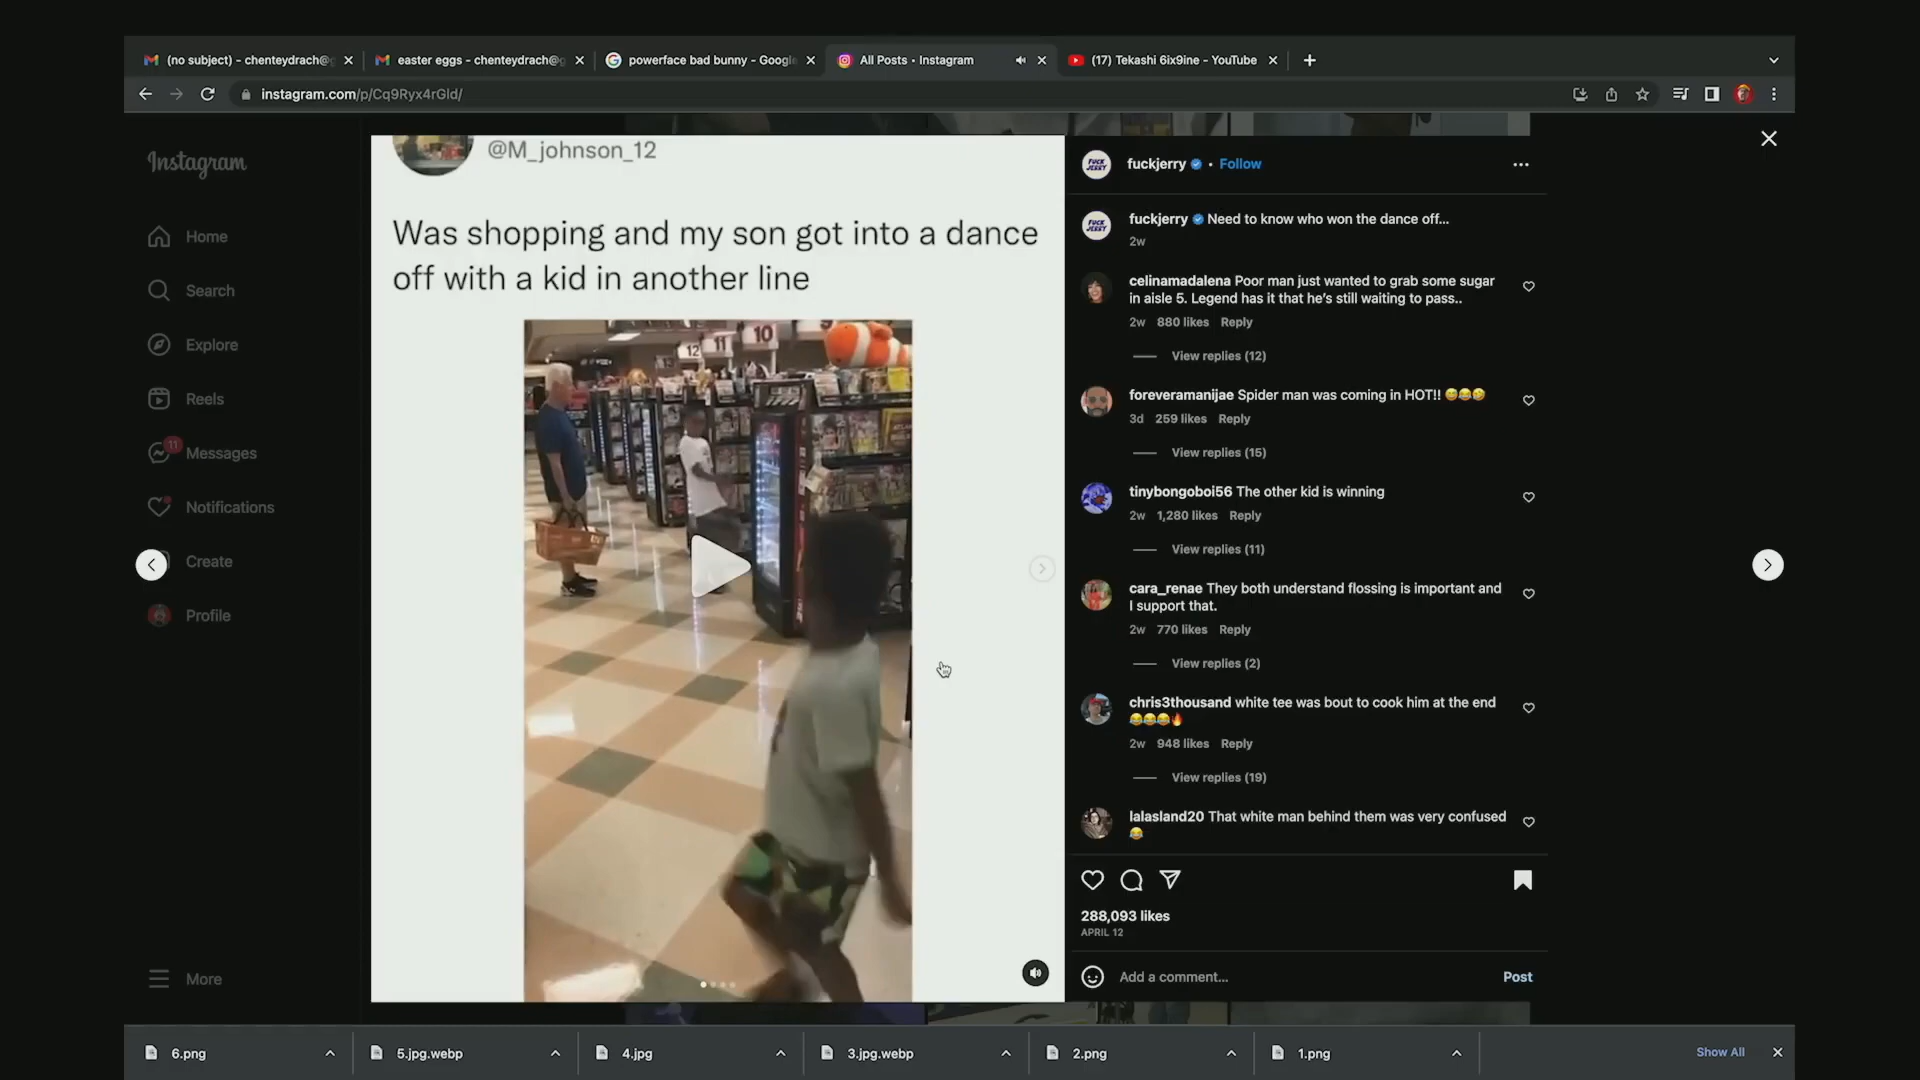 (no subject) - chenteydrach@g
easter eggs - chenteydrach@g
powerface bad bunny - Google
All Posts • Instagram
(17) Tekashi 6ix9ine - YouTube
instagram.com/p/Cq9Ryx4rGld/
Instagram
Home
Search
Explore
Reels
11
Messages
Notifications
Create
Profile
More
@M_johnson_12
Was shopping and my son got into a dance
off with a kid in another line
12
11
10
FUCK JERRY
fuckjerry • Follow
FUCK JERRY
fuckjerry Need to know who won the dance off...
2w
celinamadalena Poor man just wanted to grab some sugar
in aisle 5. Legend has it that he's still waiting to pass..
2w 880 likes Reply
View replies (12)
foreveramanijae Spider man was coming in HOT!! 😅😂🤣
3d 259 likes Reply
View replies (15)
tinybongoboi56 The other kid is winning
2w 1,280 likes Reply
View replies (11)
cara_renae They both understand flossing is important and
I support that.
2w 770 likes Reply
View replies (2)
chris3thousand white tee was bout to cook him at the end
😂😂😂🔥
2w 948 likes Reply
View replies (19)
lalasland20 That white man behind them was very confused
😂
288,093 likes
APRIL 12
Add a comment...
Post
6.png
5.jpg.webp
4.jpg
3.jpg.webp
2.png
1.png
Show All